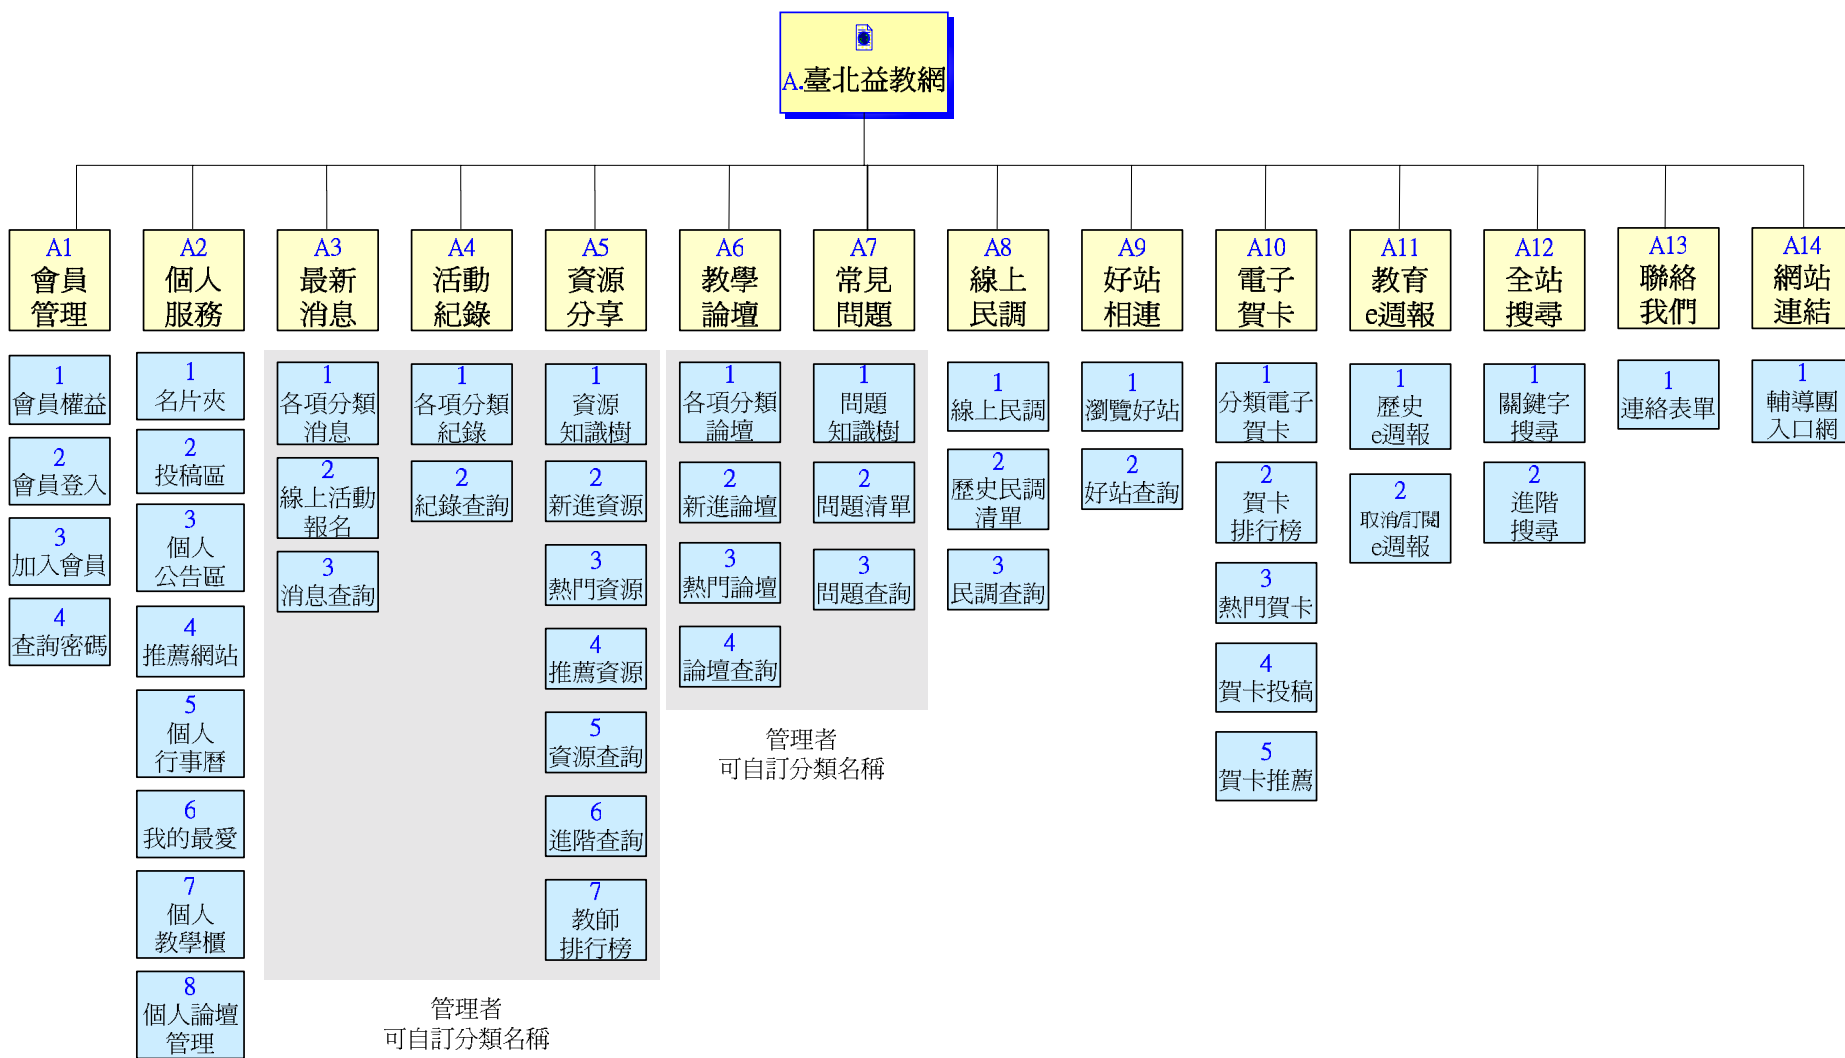 A.臺北益教網
A1
會員
管理
1
會員權益
2
會員登入
3
加入會員
4
查詢密碼
A2
個人
服務
1
名片夾
2
投稿區
3
個人
公告區
4
推薦網站
5
個人
行事曆
6
我的最愛
7
個人
教學櫃
8
個人論壇
管理
A3
最新
消息
1
各項分類
消息
2
線上活動
報名
3
消息查詢
A4
活動
紀錄
1
各項分類
紀錄
2
紀錄查詢
A5
資源
分享
1
資源
知識樹
2
新進資源
3
熱門資源
4
推薦資源
5
資源查詢
6
進階查詢
7
教師
排行榜
管理者
可自訂分類名稱
A6
教學
論壇
1
各項分類
論壇
2
新進論壇
3
熱門論壇
4
論壇查詢
A7
常見
問題
1
問題
知識樹
2
問題清單
3
問題查詢
管理者
可自訂分類名稱
A8
線上
民調
1
線上民調
2
歷史民調
清單
3
民調查詢
A9
好站
相連
1
瀏覽好站
2
好站查詢
A10
電子
賀卡
1
分類電子
賀卡
2
賀卡
排行榜
3
熱門賀卡
4
賀卡投稿
5
賀卡推薦
A11
教育
e週報
1
歷史
e週報
2
取消/訂閱
e週報
A12
全站
搜尋
1
關鍵字
搜尋
2
進階
搜尋
A13
聯絡
我們
1
連絡表單
A14
網站
連結
1
輔導團
入口網